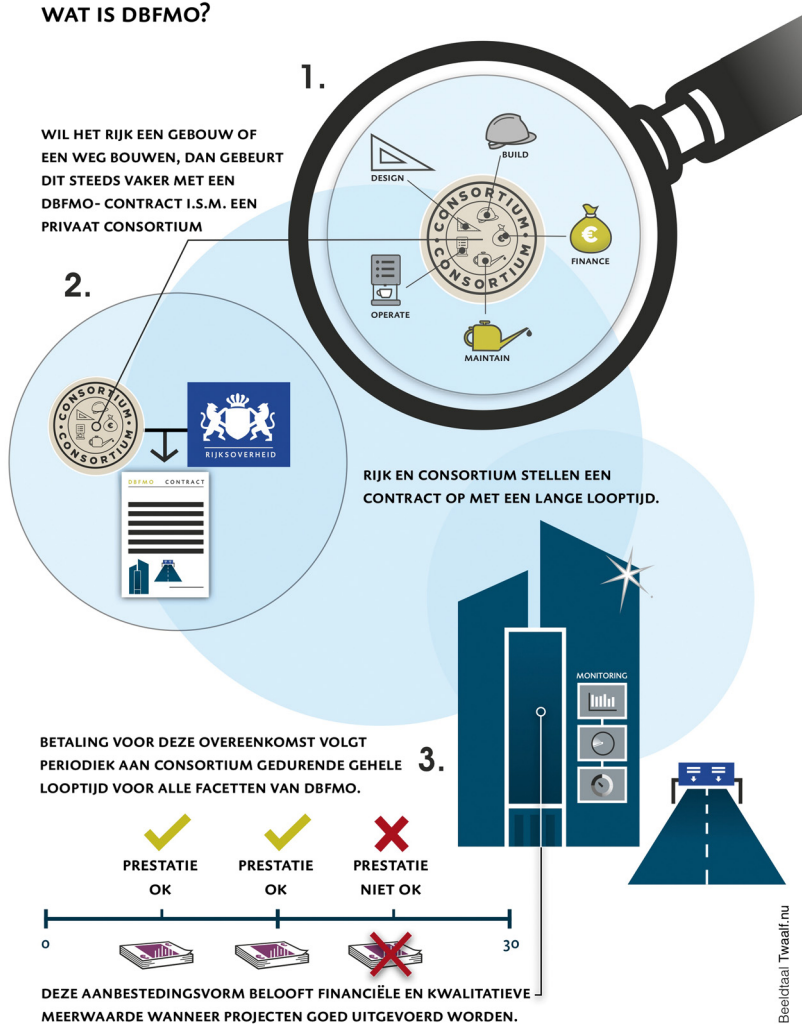 WAT IS DBFMO?
1.
WIL HET RIJK EEN GEBOUW OF
EEN WEG BOUWEN, DAN GEBEURT
DIT STEEDS VAKER MET EEN
DBFMO- CONTRACT I.S.M. EEN
PRIVAAT CONSORTIUM
DESIGN
BUILD
CONSORTIUM
CONSORTIUM
FINANCE
OPERATE
MAINTAIN
2.
CONSORTIUM
CONSORTIUM
RIJKSOVERHEID
DBFMO CONTRACT
RIJK EN CONSORTIUM STELLEN EEN
CONTRACT OP MET EEN LANGE LOOPTIJD.
MONITORING
3.
BETALING VOOR DEZE OVEREENKOMST VOLGT
PERIODIEK AAN CONSORTIUM GEDURENDE GEHELE
LOOPTIJD VOOR ALLE FACETTEN VAN DBFMO.
PRESTATIE
OK
PRESTATIE
OK
PRESTATIE
NIET OK
0
30
DEZE AANBESTEDINGSVORM BELOOFT FINANCIËLE EN KWALITATIEVE
MEERWAARDE WANNEER PROJECTEN GOED UITGEVOERD WORDEN.
Beeldtaal Twaalf.nu